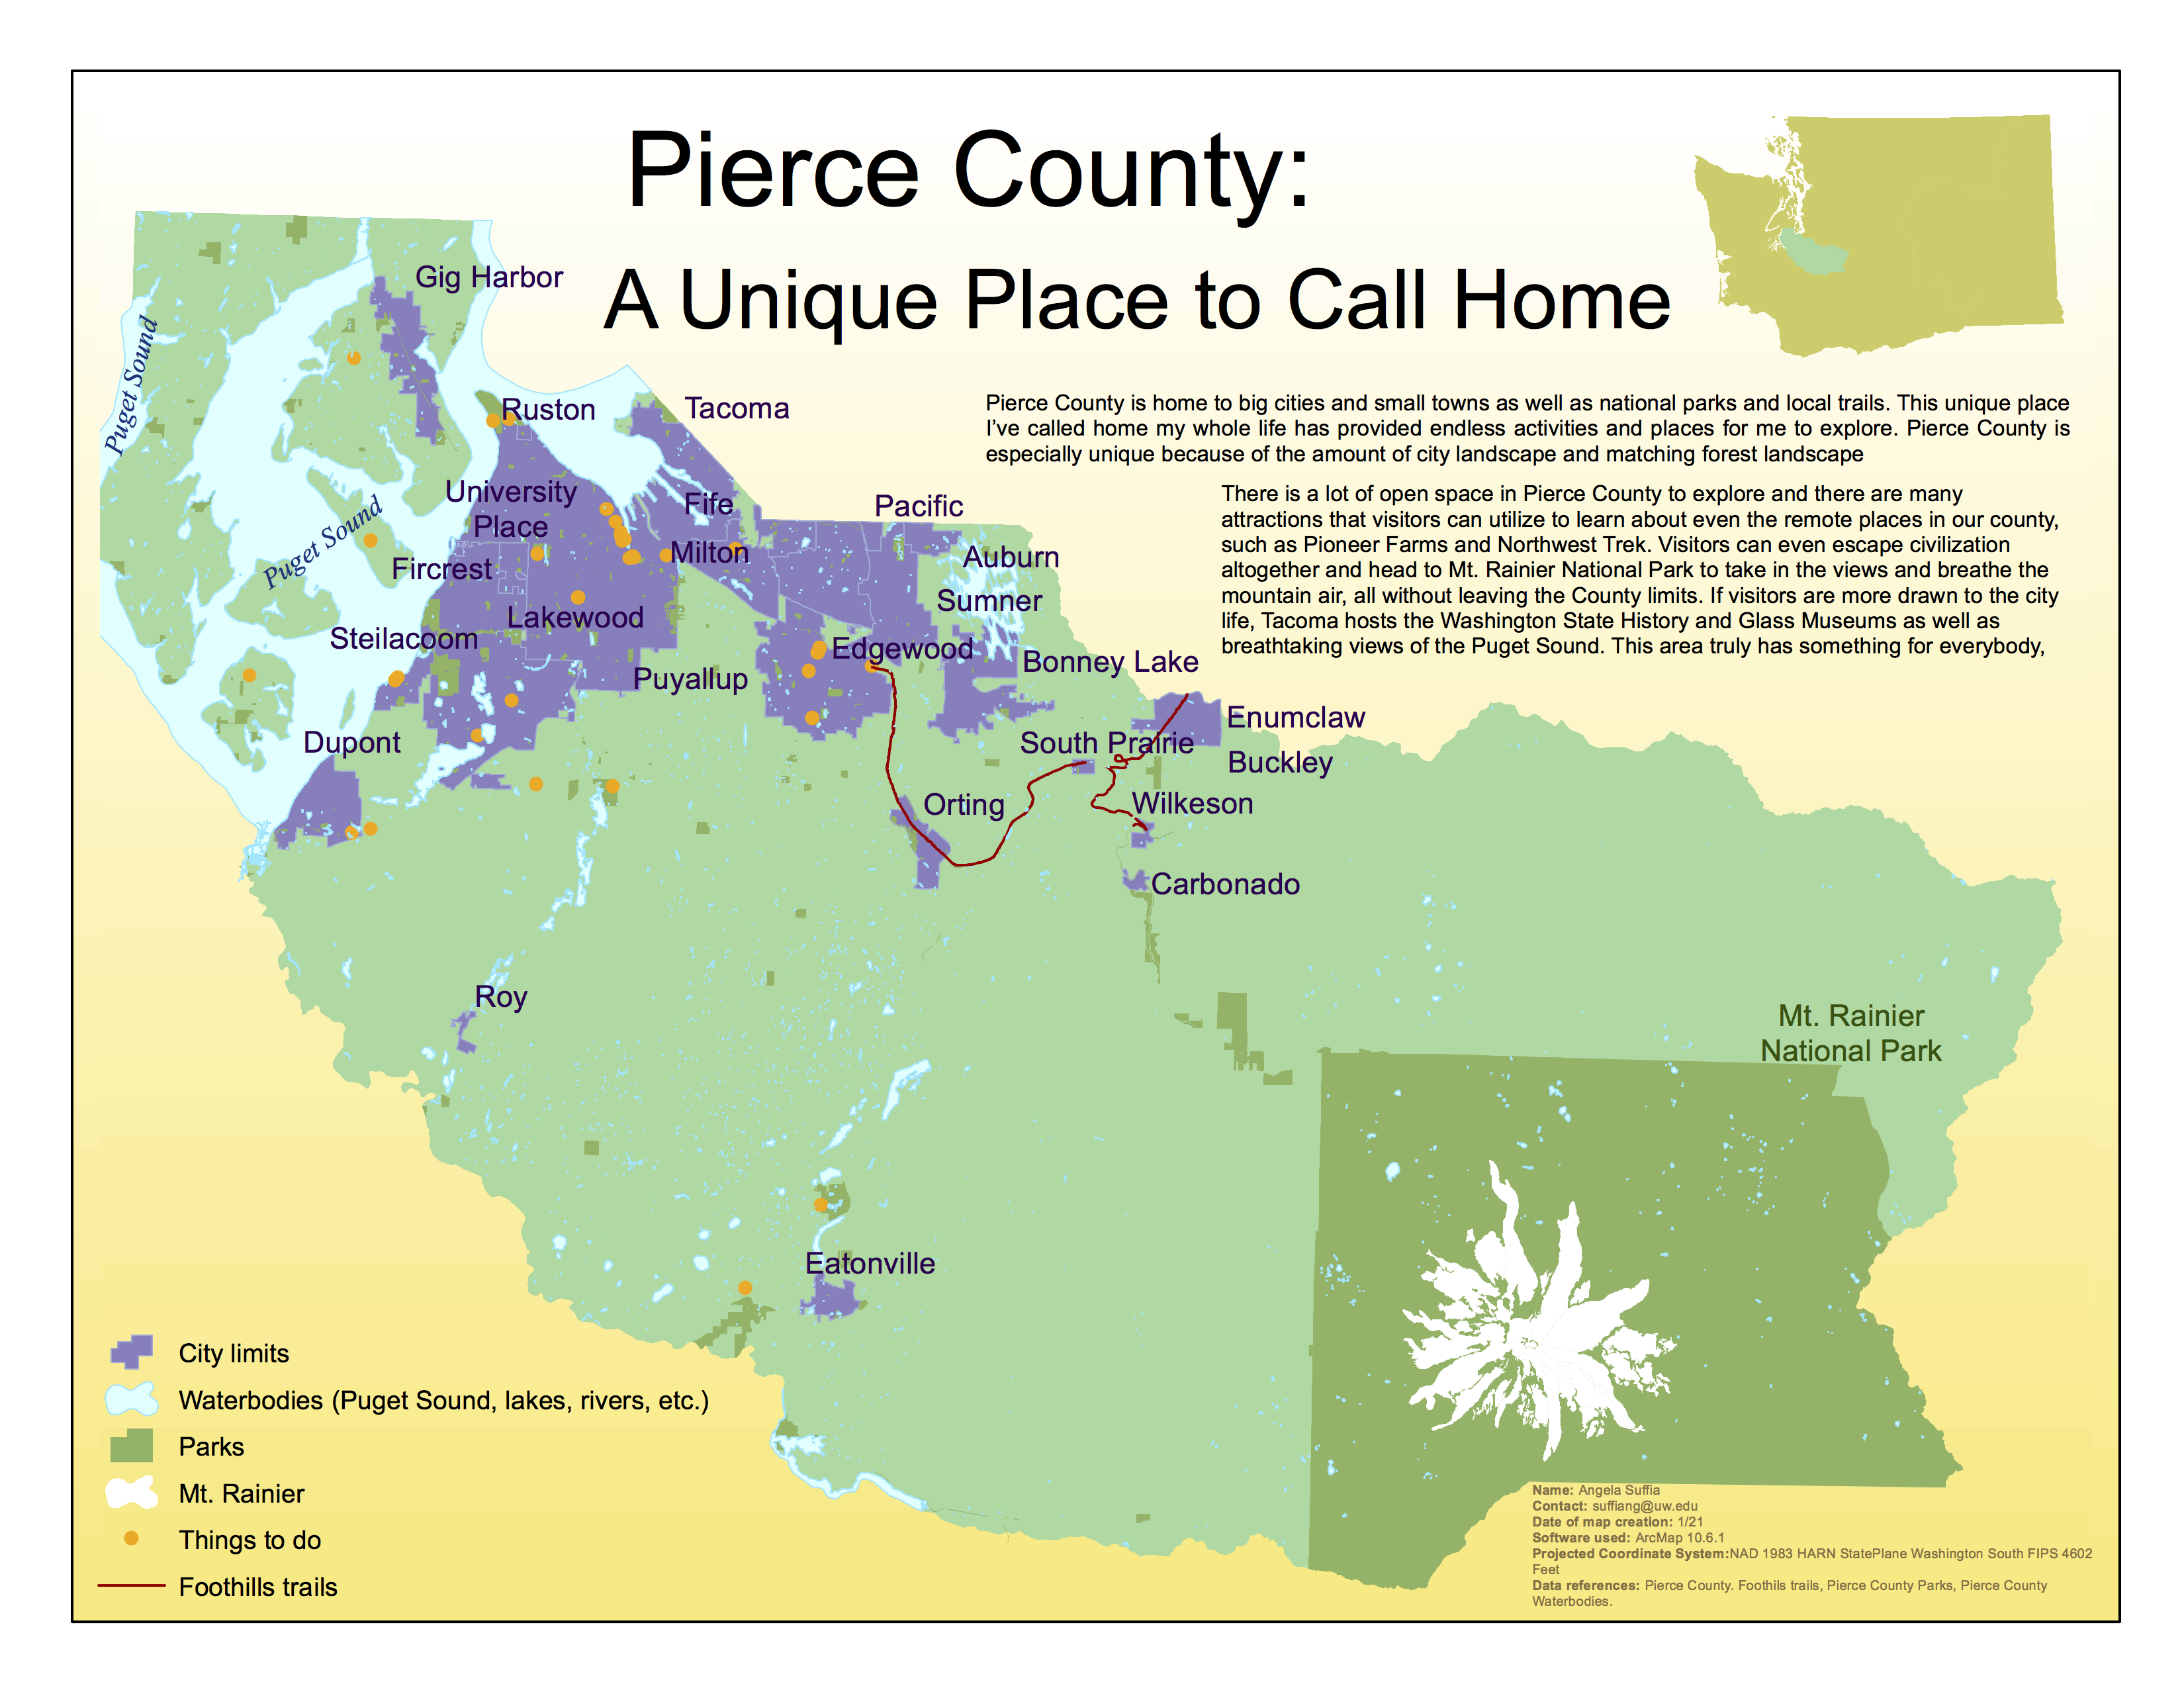 Pierce County:
A Unique Place to Call Home
Pierce County is home to big cities and small towns as well as national parks and local trails. This unique place
I've called home my whole life has provided endless activities and places for me to explore. Pierce County is
especially unique because of the amount of city landscape and matching forest landscape
There is a lot of open space in Pierce County to explore and there are many
attractions that visitors can utilize to learn about even the remote places in our county,
such as Pioneer Farms and Northwest Trek. Visitors can even escape civilization
altogether and head to Mt. Rainier National Park to take in the views and breathe the
mountain air, all without leaving the County limits. If visitors are more drawn to the city
life, Tacoma hosts the Washington State History and Glass Museums as well as
breathtaking views of the Puget Sound. This area truly has something for everybody,
Gig Harbor
Puget Sound
Ruston
Tacoma
University
Place
Fife
Pacific
Puget Sound
Fircrest
Milton
Auburn
Lakewood
Sumner
Steilacoom
Edgewood
Puyallup
Bonney Lake
Dupont
Enumclaw
South Prairie
Buckley
Orting
Wilkeson
Carbonado
Roy
Mt. Rainier
National Park
Eatonville
City limits
Waterbodies (Puget Sound, lakes, rivers, etc.)
Parks
Mt. Rainier
Things to do
Foothills trails
Name: Angela Suffia
Contact: suffiang@uw.edu
Date of map creation: 1/21
Software used: ArcMap 10.6.1
Projected Coordinate System:NAD 1983 HARN StatePlane Washington South FIPS 4602
Feet
Data references: Pierce County. Foothils trails, Pierce County Parks, Pierce County
Waterbodies.